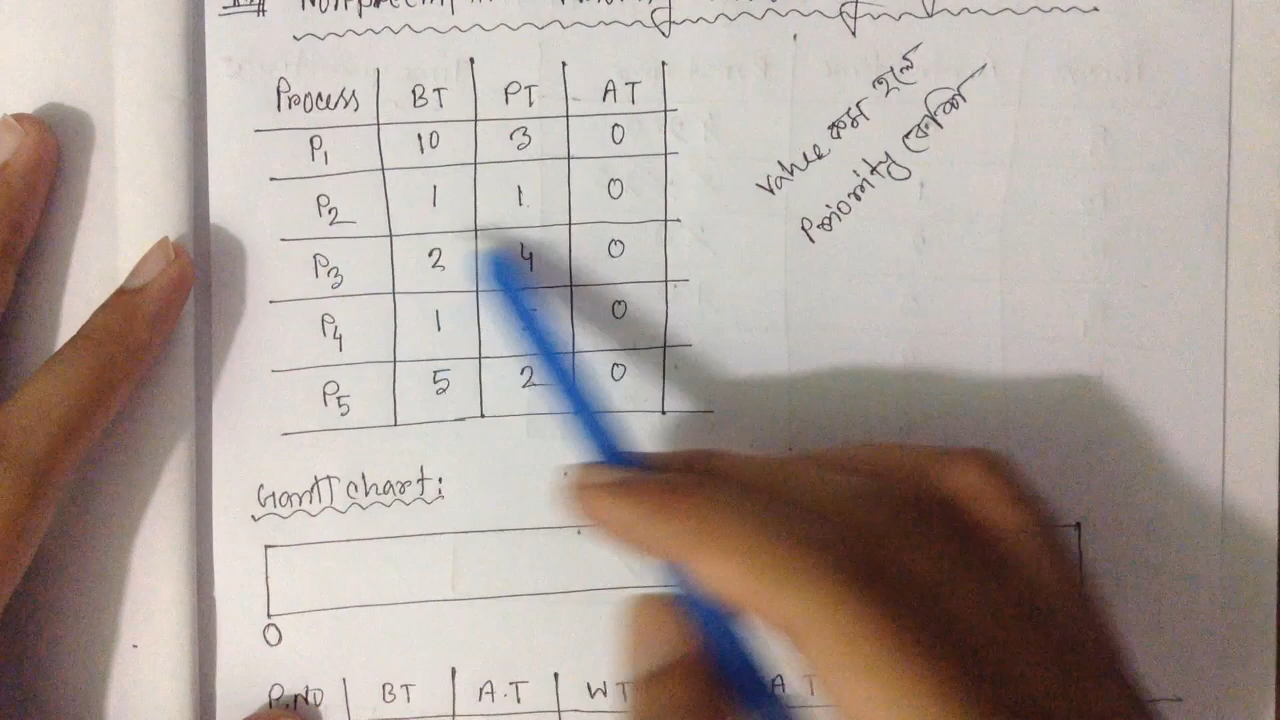 Process BT PT AT
P1 10 3 0
P2 1 1 0
P3 2 4 0
P4 1 0
P5 5 2 0
value কম হলে
Priority বেশি
Gantt chart:
0
P.NO BT A.T WT